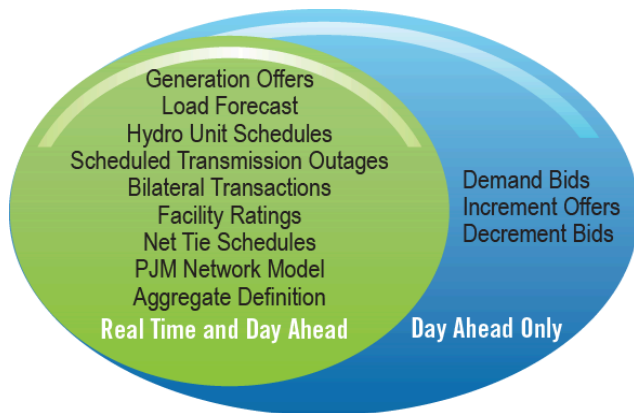 Generation Offers
Load Forecast
Hydro Unit Schedules
Scheduled Transmission Outages
Bilateral Transactions
Facility Ratings
Net Tie Schedules
PJM Network Model
Aggregate Definition
Real Time and Day Ahead
Demand Bids
Increment Offers
Decrement Bids
Day Ahead Only